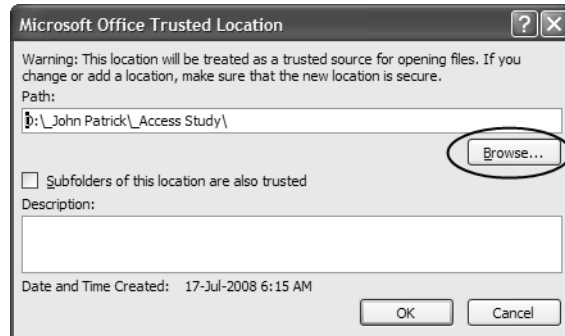 Microsoft Office Trusted Location
Warning: This location will be treated as a trusted source for opening files. If you
change or add a location, make sure that the new location is secure.
Path:
D:\_John Patrick\_Access Study\
Browse...
Subfolders of this location are also trusted
Description:
Date and Time Created: 17-Jul-2008 6:15 AM
OK Cancel